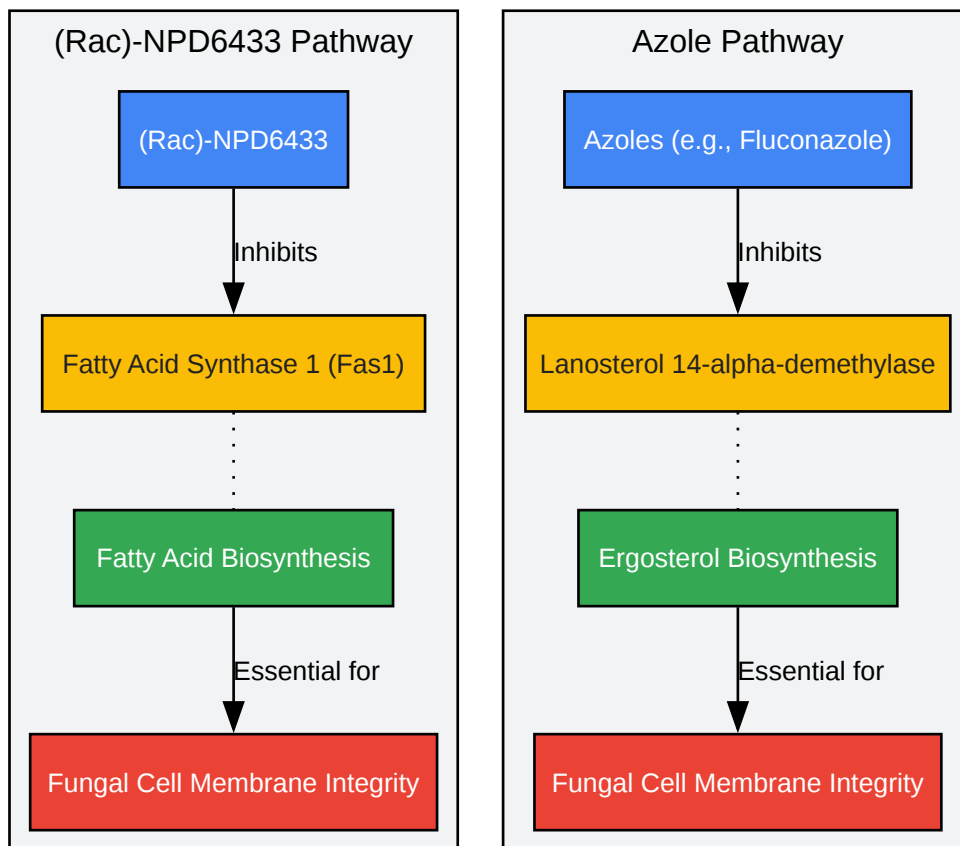 (Rac)-NPD6433 Pathway
(Rac)-NPD6433
Inhibits
Fatty Acid Synthase 1 (Fas1)
Fatty Acid Biosynthesis
Essential for
Fungal Cell Membrane Integrity
Azole Pathway
Azoles (e.g., Fluconazole)
Inhibits
Lanosterol 14-alpha-demethylase
Ergosterol Biosynthesis
Essential for
Fungal Cell Membrane Integrity